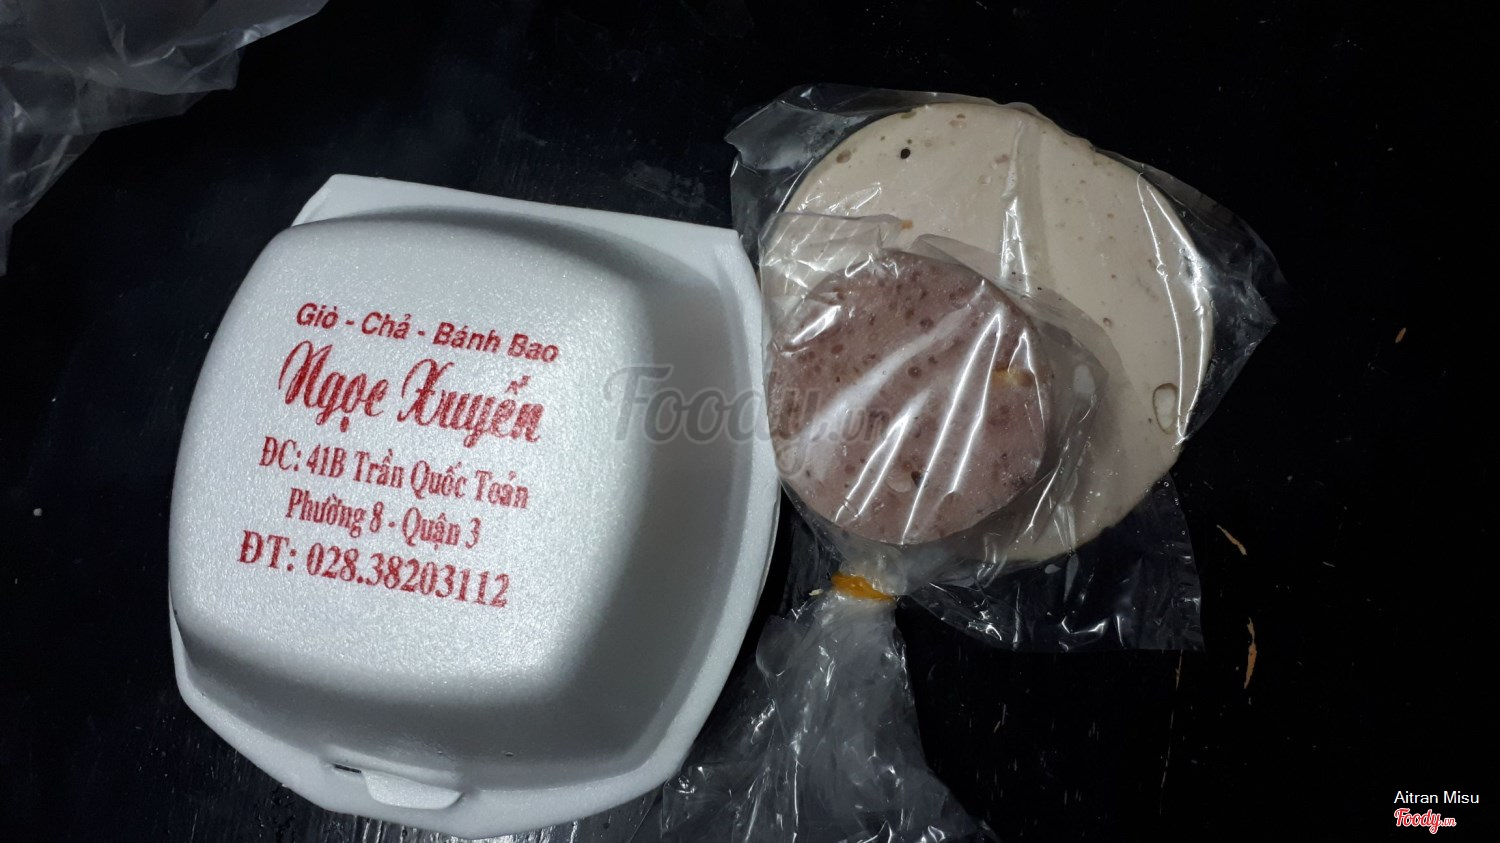 Giò - Chả - Bánh Bao
Ngọc Xuyến
ĐC: 41B Trần Quốc Toản
Phường 8 - Quận 3
ĐT: 028.38203112
Foody.vn
Aitran Misu
Foody.vn